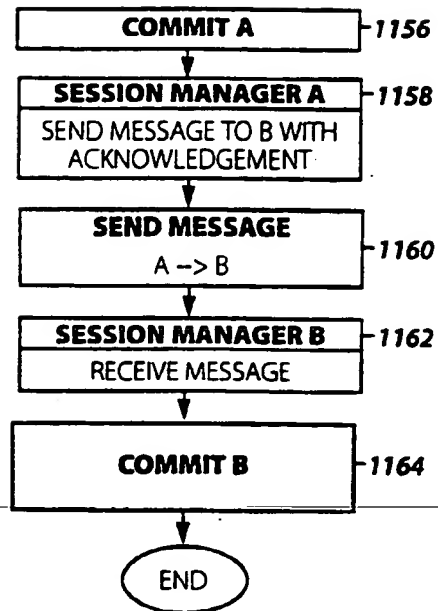 COMMIT A 1156
SESSION MANAGER A 1158
SEND MESSAGE TO B WITH
ACKNOWLEDGEMENT
SEND MESSAGE
A --> B 1160
SESSION MANAGER B 1162
RECEIVE MESSAGE
COMMIT B 1164
END